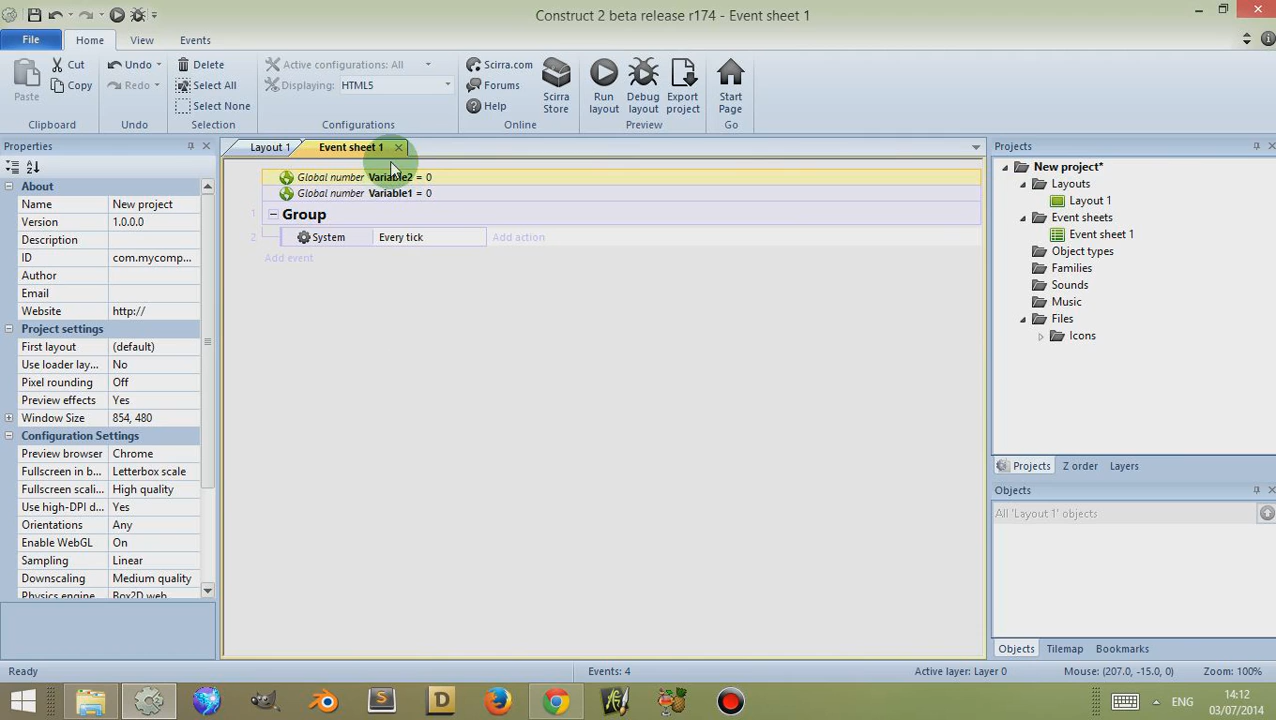 Construct 2 beta release r174 - Event sheet 1
File Home View Events
Paste
Cut
Copy
Clipboard
Undo
Redo
Undo
Delete
Select All
Select None
Selection
Active configurations: All
Displaying: HTML5
Configurations
Scirra.com
Forums
Help
Scirra Store
Online
Run layout
Debug layout
Export project
Preview
Start Page
Go
Properties
About
Name New project
Version 1.0.0.0
Description
ID com.mycomp...
Author
Email
Website http://
Project settings
First layout (default)
Use loader lay... No
Pixel rounding Off
Preview effects Yes
Window Size 854, 480
Configuration Settings
Preview browser Chrome
Fullscreen in b... Letterbox scale
Fullscreen scali... High quality
Use high-DPI d... Yes
Orientations Any
Enable WebGL On
Sampling Linear
Downscaling Medium quality
Physics engine Box2D web
Layout 1 Event sheet 1
Global number Variable2 = 0
Global number Variable1 = 0
1 Group
2 System Every tick Add action
Add event
Projects
New project*
Layouts
Layout 1
Event sheets
Event sheet 1
Object types
Families
Sounds
Music
Files
Icons
Projects Z order Layers
Objects
All 'Layout 1' objects
Objects Tilemap Bookmarks
Ready Events: 4 Active layer: Layer 0 Mouse: (207.0, -15.0, 0) Zoom: 100%
ENG
14:12
03/07/2014